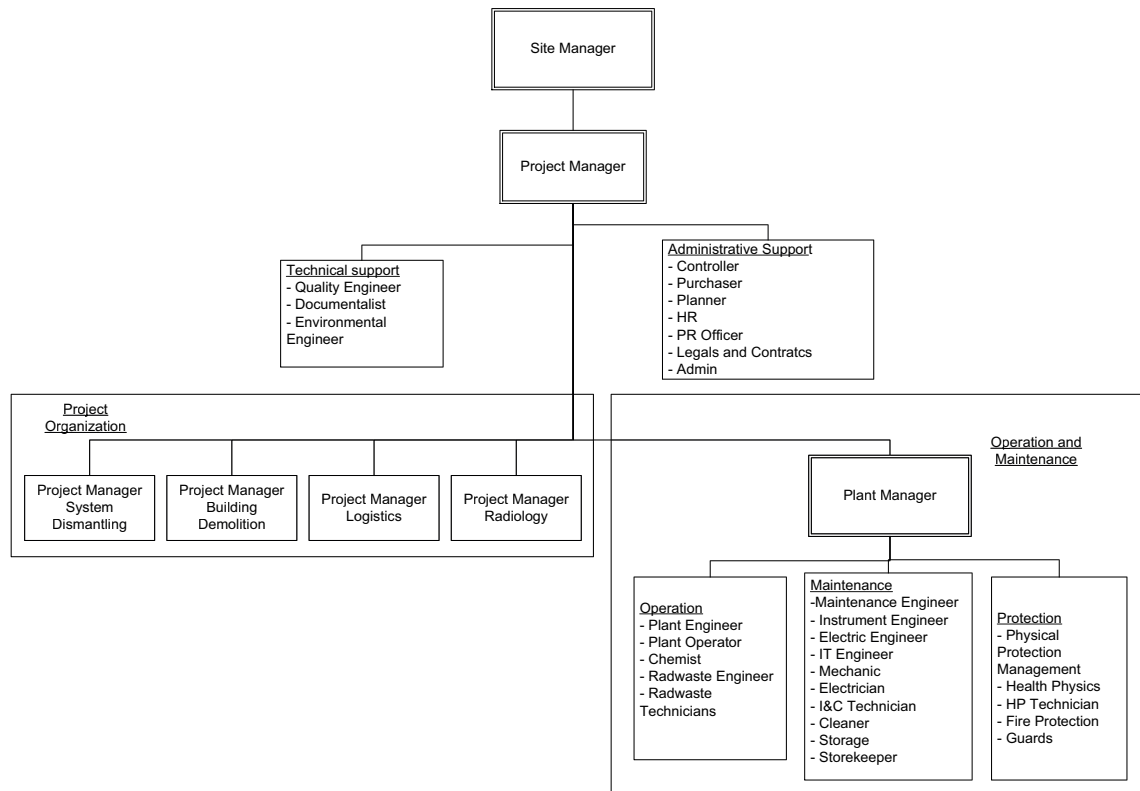 Site Manager
Project Manager
Technical support
- Quality Engineer
- Documentalist
- Environmental
Engineer
Administrative Support
- Controller
- Purchaser
- Planner
- HR
- PR Officer
- Legals and Contratcs
- Admin
Project
Organization
Project Manager
System
Dismantling
Project Manager
Building
Demolition
Project Manager
Logistics
Project Manager
Radiology
Operation and
Maintenance
Plant Manager
Operation
- Plant Engineer
- Plant Operator
- Chemist
- Radwaste Engineer
- Radwaste
Technicians
Maintenance
-Maintenance Engineer
- Instrument Engineer
- Electric Engineer
- IT Engineer
- Mechanic
- Electrician
- I&C Technician
- Cleaner
- Storage
- Storekeeper
Protection
- Physical
Protection
Management
- Health Physics
- HP Technician
- Fire Protection
- Guards